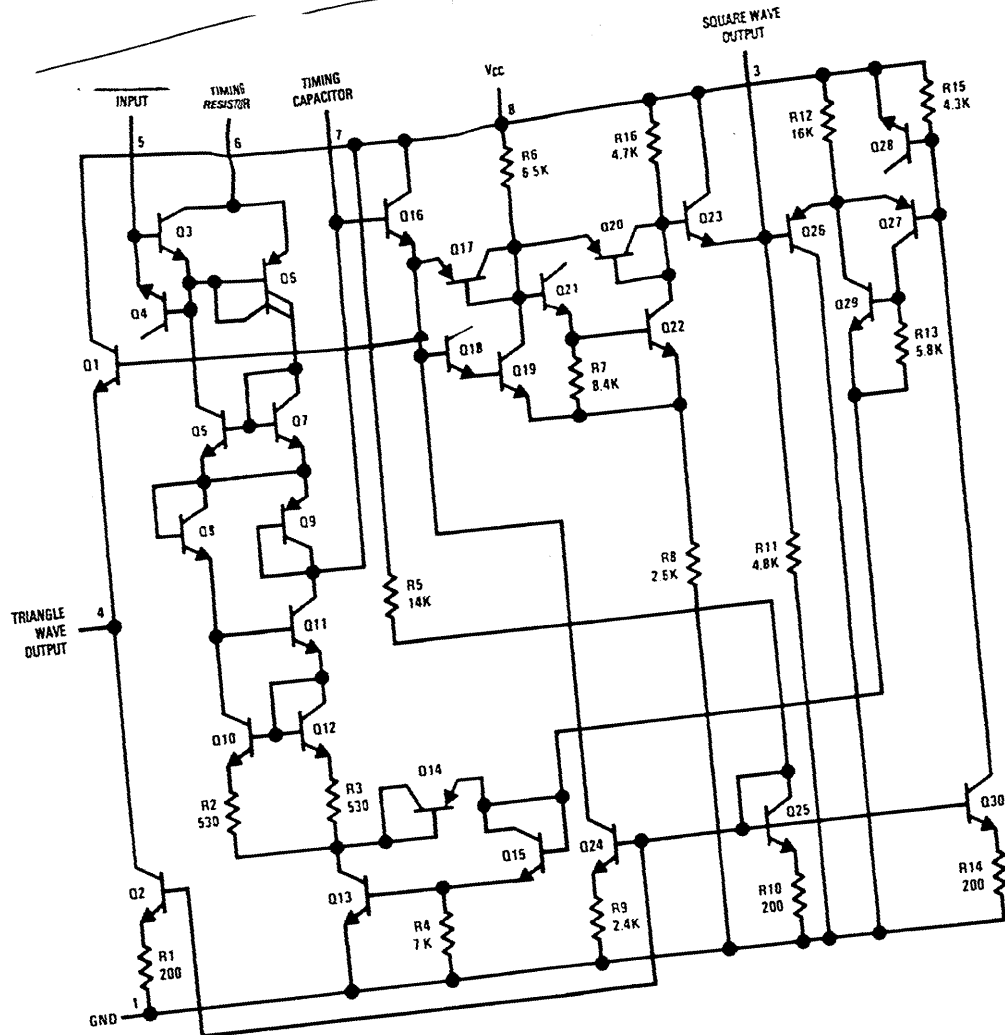 SQUARE WAVE
OUTPUT
3
INPUT
5
TIMING
RESISTOR
6
TIMING
CAPACITOR
7
VCC
8
R6
6.5K
R16
4.7K
R12
16K
Q28
R15
4.3K
Q3
Q16
Q17
Q20
Q23
Q26
Q27
Q4
Q5
Q21
Q29
Q1
Q18
Q19
Q22
R7
8.4K
R13
5.8K
Q5
Q7
Q8
Q9
R5
14K
R8
2.6K
R11
4.8K
TRIANGLE
WAVE
OUTPUT
4
Q11
Q10
Q12
R2
530
R3
530
Q14
Q15
Q24
Q25
Q30
Q2
Q13
R4
7K
R9
2.4K
R10
200
R14
200
R1
200
GND
1